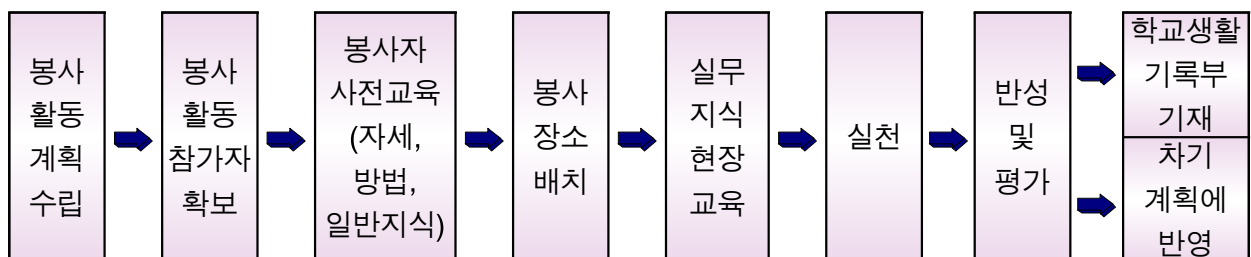 봉사
활동
계획
수립
봉사
활동
참가자
확보
봉사자
사전교육
(자세,
방법,
일반지식)
봉사
장소
배치
실무
지식
현장
교육
실천
반성
및
평가
학교생활
기록부
기재
차기
계획에
반영